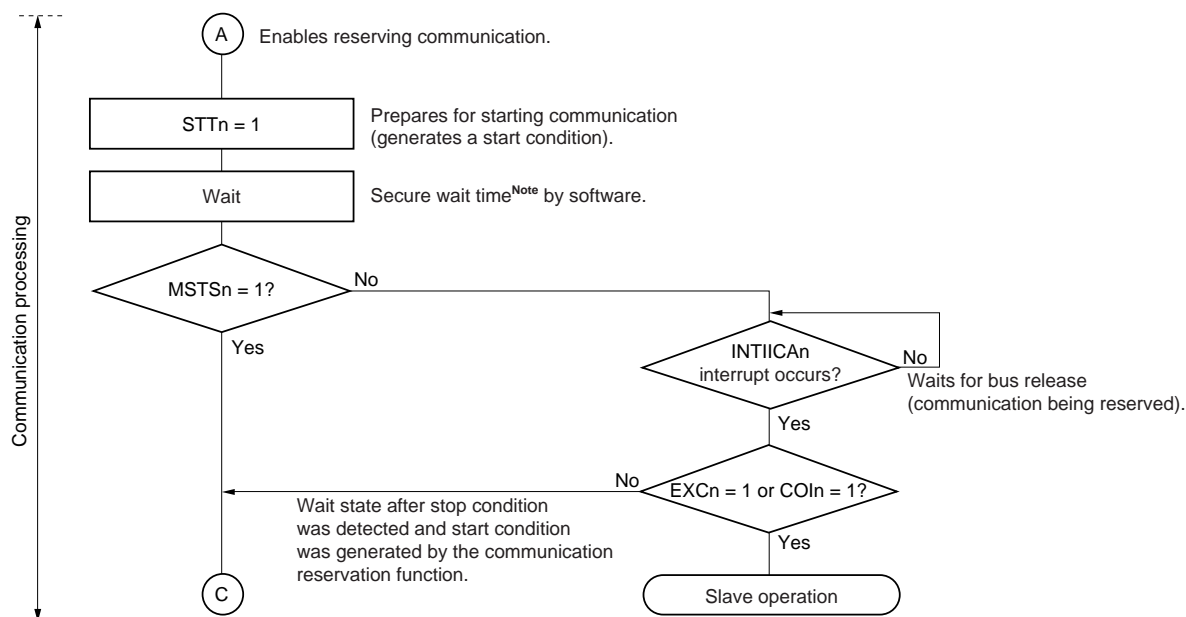 A
Enables reserving communication.
STTn = 1
Prepares for starting communication
(generates a start condition).
Wait
Secure wait timeNote by software.
MSTSn = 1?
No
Yes
INTIICAn
interrupt occurs?
No
Waits for bus release
(communication being reserved).
Yes
EXCn = 1 or COIn = 1?
No
Wait state after stop condition
was detected and start condition
was generated by the communication
reservation function.
Yes
C
Slave operation
Communication processing